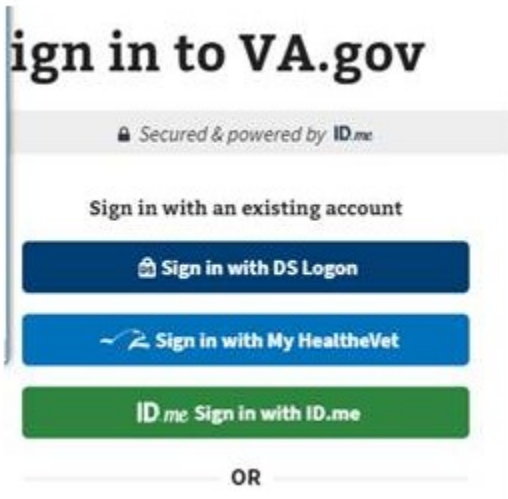 ign in to VA.gov
Secured & powered by ID.me
Sign in with an existing account
DS Sign in with DS Logon
Sign in with My HealtheVet
ID.me Sign in with ID.me
OR